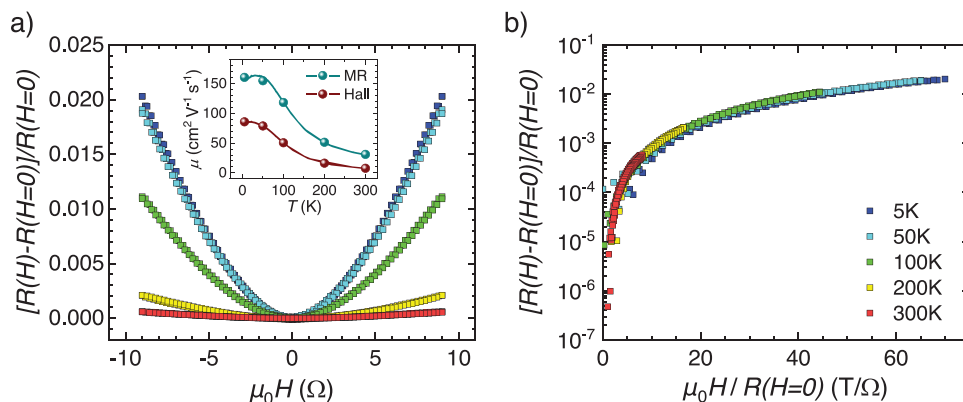 a)
[R(H)-R(H=0)]/R(H=0)
0.025
0.020
0.015
0.010
0.005
0.000
-10
-5
0
5
10
μ₀H (Ω)
μ (cm² V⁻¹ s⁻¹)
150
100
50
0
0
100
200
300
T (K)
MR
Hall
b)
[R(H)-R(H=0)]/R(H=0)
10⁻¹
10⁻²
10⁻³
10⁻⁴
10⁻⁵
10⁻⁶
10⁻⁷
0
20
40
60
μ₀H / R(H=0) (T/Ω)
5K
50K
100K
200K
300K